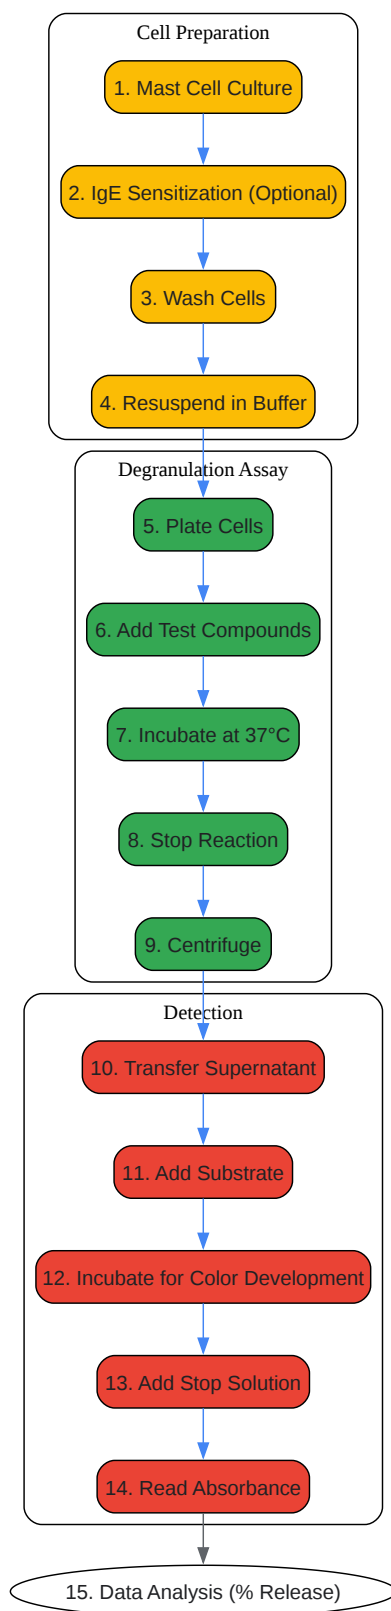 Cell Preparation
1. Mast Cell Culture
2. IgE Sensitization (Optional)
3. Wash Cells
4. Resuspend in Buffer
Degranulation Assay
5. Plate Cells
6. Add Test Compounds
7. Incubate at 37°C
8. Stop Reaction
9. Centrifuge
Detection
10. Transfer Supernatant
11. Add Substrate
12. Incubate for Color Development
13. Add Stop Solution
14. Read Absorbance
15. Data Analysis (% Release)